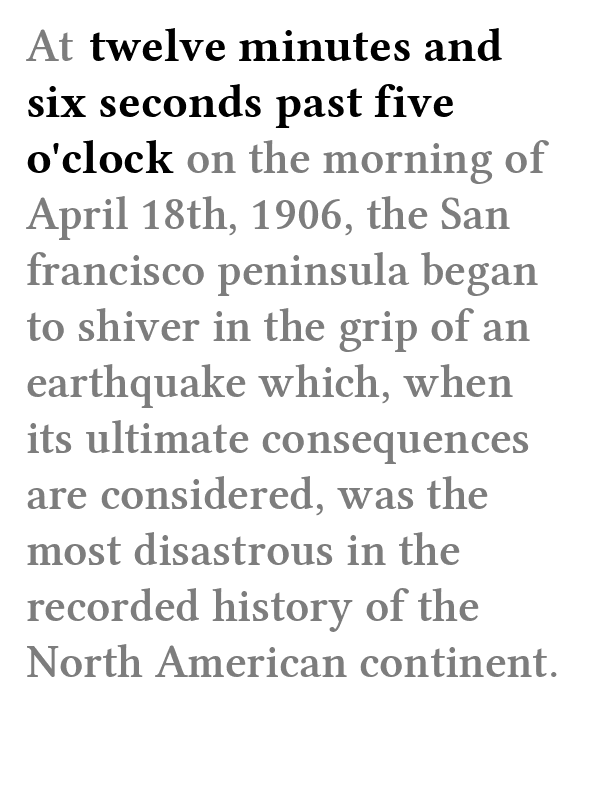 At twelve minutes and
six seconds past five
o'clock on the morning of
April 18th, 1906, the San
francisco peninsula began
to shiver in the grip of an
earthquake which, when
its ultimate consequences
are considered, was the
most disastrous in the
recorded history of the
North American continent.